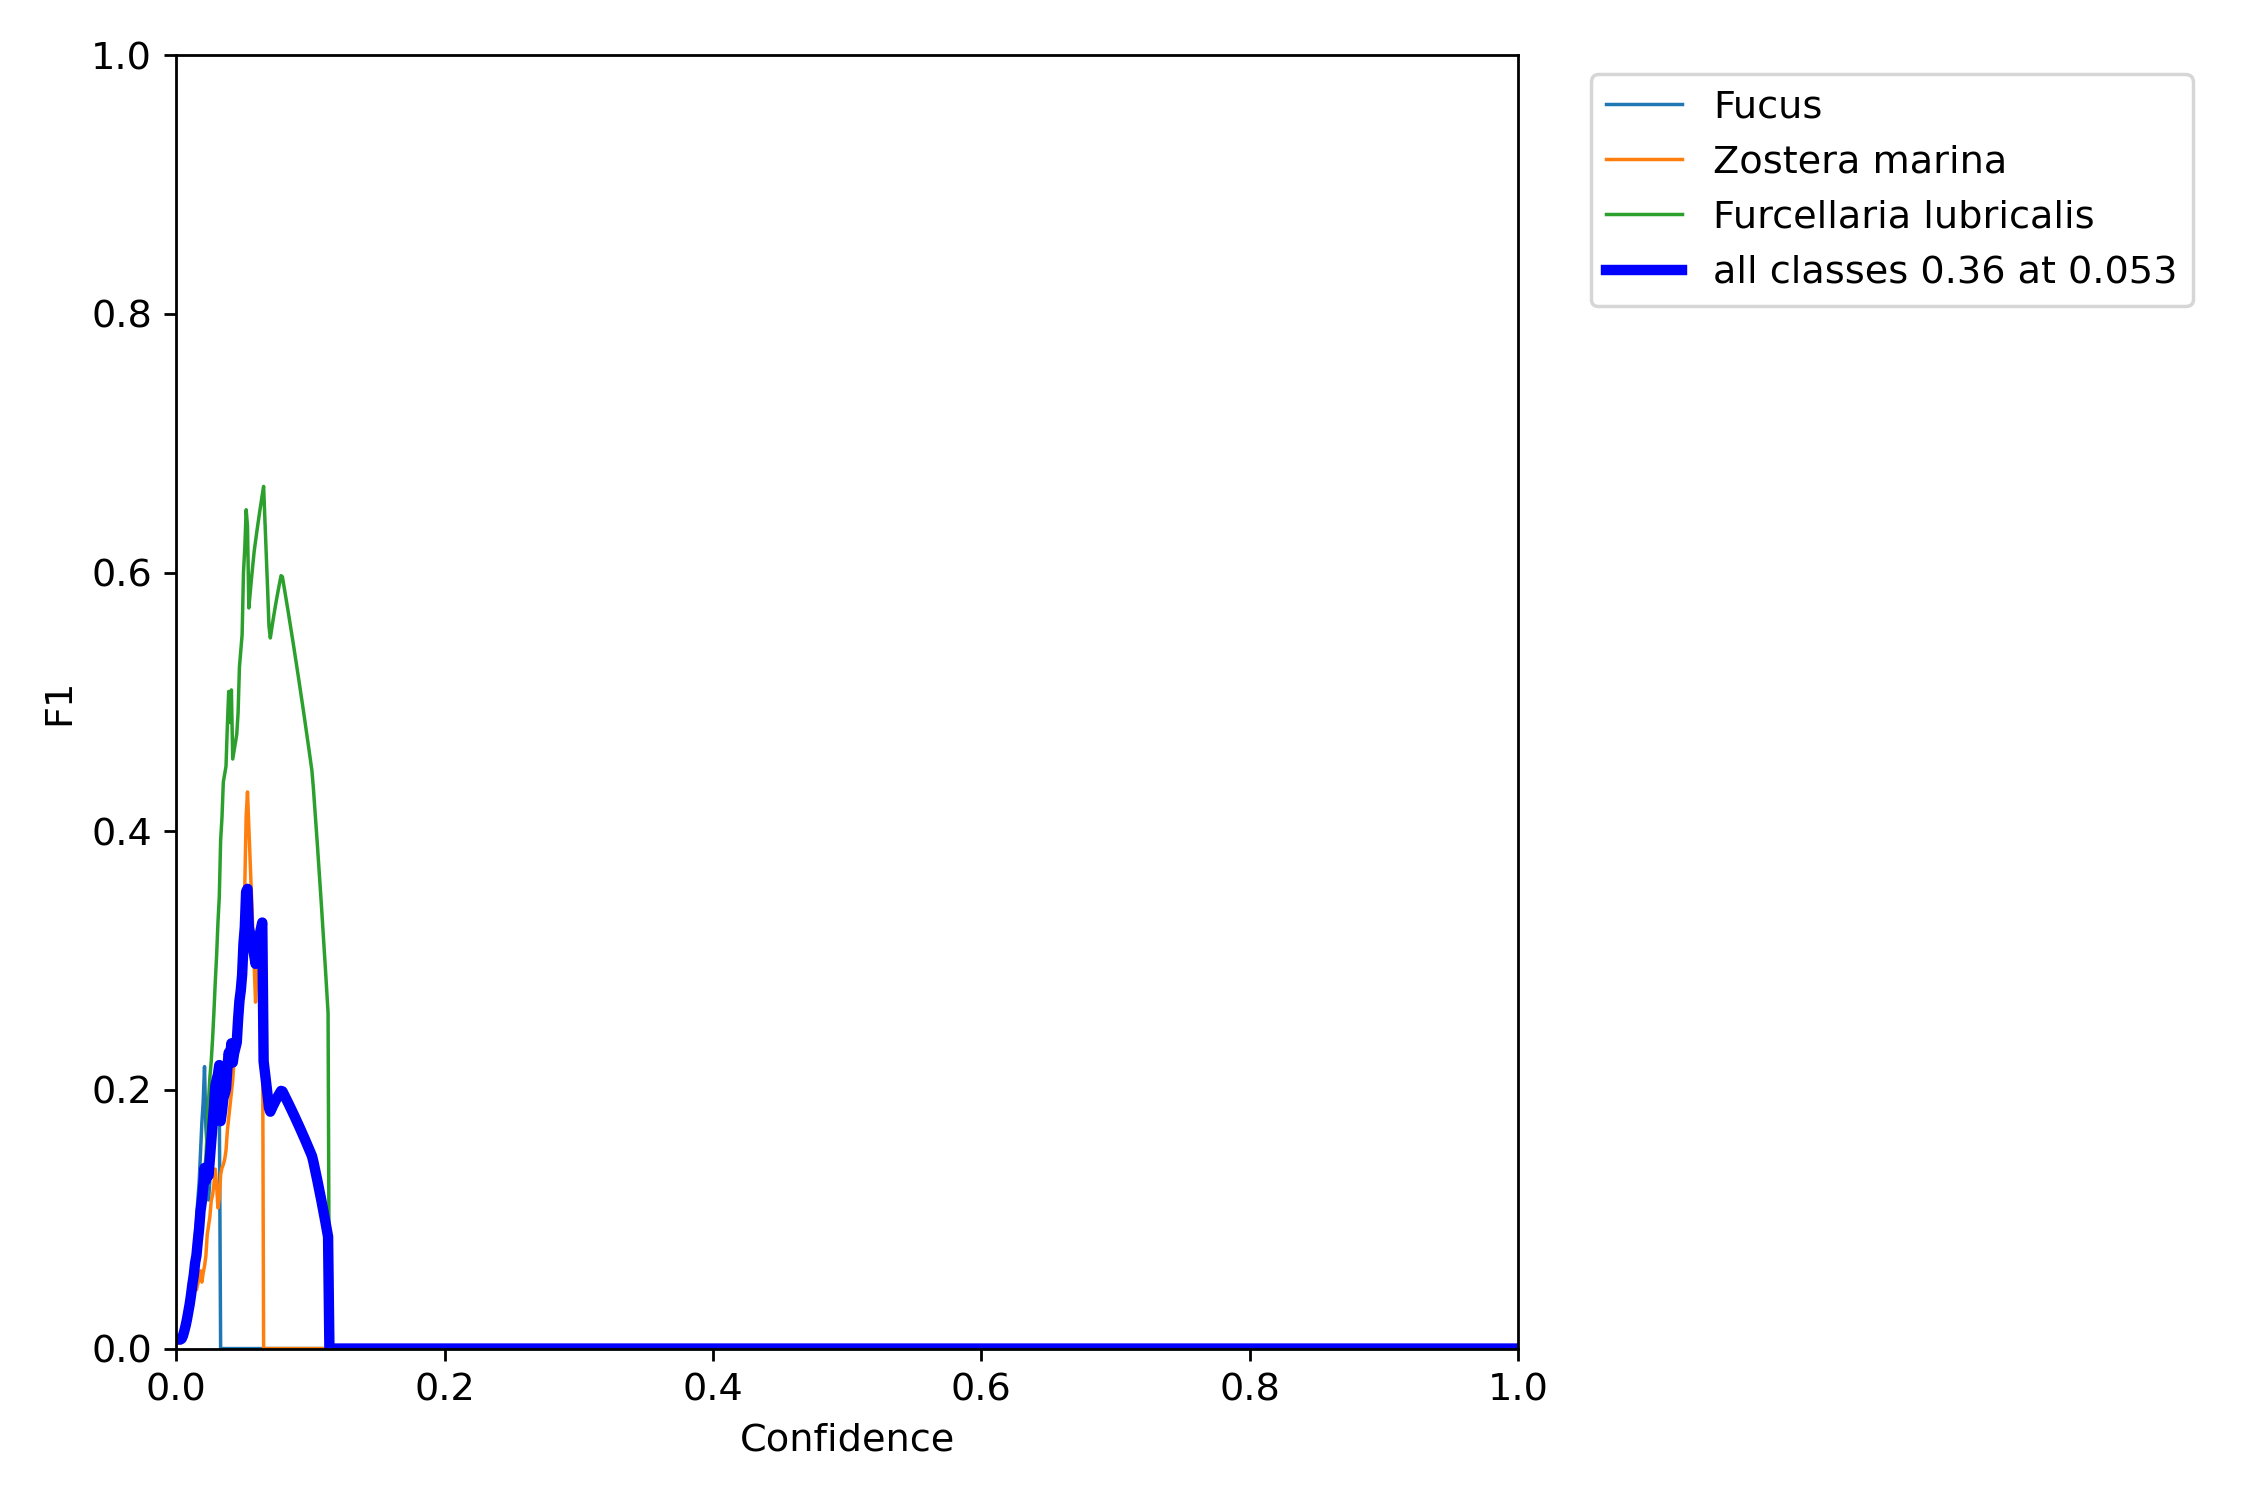 1.0
0.8
0.6
0.4
0.2
0.0
F1
0.0 0.2 0.4 0.6 0.8 1.0
Confidence
Fucus
Zostera marina
Furcellaria lubricalis
all classes 0.36 at 0.053